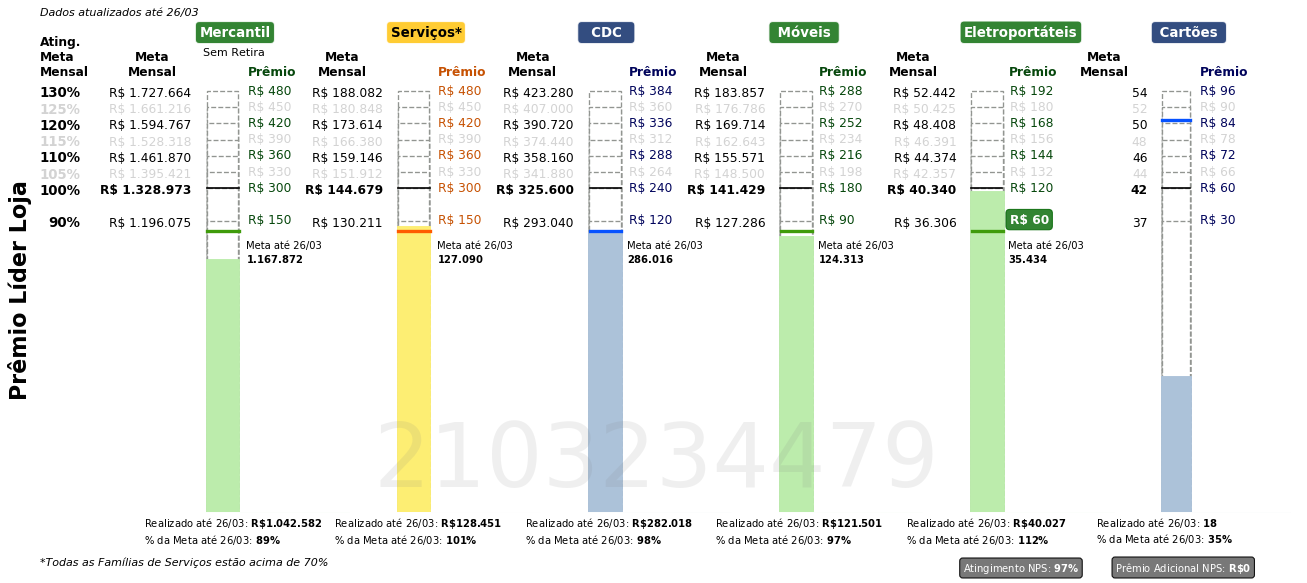 Dados atualizados até 26/03
Mercantil Serviços* CDC Móveis Eletroportáteis Cartões
Sem Retira
Ating. Meta Mensal Meta Mensal Prêmio Meta Mensal Prêmio Meta Mensal Prêmio Meta Mensal Prêmio Meta Mensal Prêmio Meta Mensal Prêmio
130% R$ 1.727.664 R$ 480 R$ 188.082 R$ 480 R$ 423.280 R$ 384 R$ 183.857 R$ 288 R$ 52.442 R$ 192 54 R$ 96
125% R$ 1.661.216 R$ 450 R$ 180.848 R$ 450 R$ 407.000 R$ 360 R$ 176.786 R$ 270 R$ 50.425 R$ 180 52 R$ 90
120% R$ 1.594.767 R$ 420 R$ 173.614 R$ 420 R$ 390.720 R$ 336 R$ 169.714 R$ 252 R$ 48.408 R$ 168 50 R$ 84
115% R$ 1.528.318 R$ 390 R$ 166.380 R$ 390 R$ 374.440 R$ 312 R$ 162.643 R$ 234 R$ 46.391 R$ 156 48 R$ 78
110% R$ 1.461.870 R$ 360 R$ 159.146 R$ 360 R$ 358.160 R$ 288 R$ 155.571 R$ 216 R$ 44.374 R$ 144 46 R$ 72
105% R$ 1.395.421 R$ 330 R$ 151.912 R$ 330 R$ 341.880 R$ 264 R$ 148.500 R$ 198 R$ 42.357 R$ 132 44 R$ 66
100% R$ 1.328.973 R$ 300 R$ 144.679 R$ 300 R$ 325.600 R$ 240 R$ 141.429 R$ 180 R$ 40.340 R$ 120 42 R$ 60
90% R$ 1.196.075 R$ 150 R$ 130.211 R$ 150 R$ 293.040 R$ 120 R$ 127.286 R$ 90 R$ 36.306 R$ 60 37 R$ 30
Meta até 26/03 Meta até 26/03 Meta até 26/03 Meta até 26/03 Meta até 26/03
1.167.872 127.090 286.016 124.313 35.434
Prêmio Líder Loja
2103234479
Realizado até 26/03: R$1.042.582 Realizado até 26/03: R$128.451 Realizado até 26/03: R$282.018 Realizado até 26/03: R$121.501 Realizado até 26/03: R$40.027 Realizado até 26/03: 18
% da Meta até 26/03: 89% % da Meta até 26/03: 101% % da Meta até 26/03: 98% % da Meta até 26/03: 97% % da Meta até 26/03: 112% % da Meta até 26/03: 35%
*Todas as Famílias de Serviços estão acima de 70%
Atingimento NPS: 97% Prêmio Adicional NPS: R$0